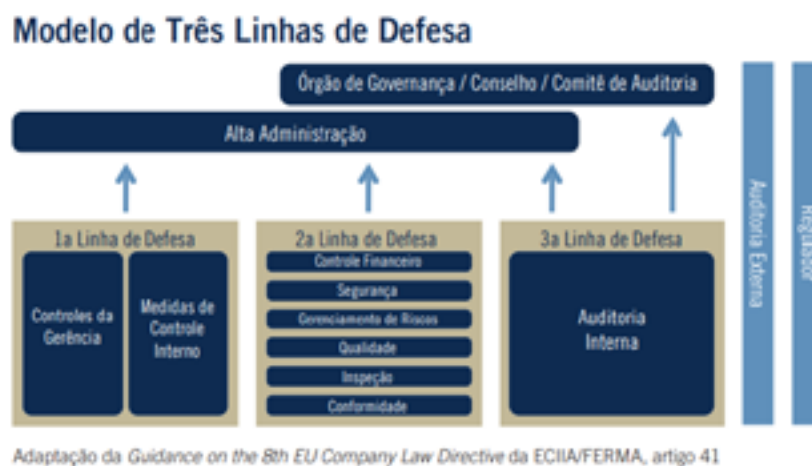 Modelo de Três Linhas de Defesa
Órgão de Governança / Conselho / Comitê de Auditoria
Alta Administração
1a Linha de Defesa
Controles da
Gerência
Medidas de
Controle
Interno
2a Linha de Defesa
Controle Financeiro
Segurança
Gerenciamento de Riscos
Qualidade
Inspeção
Conformidade
3a Linha de Defesa
Auditoria
Interna
Auditoria Externa
Regulador
Adaptação da Guidance on the 8th EU Company Law Directive da ECIIA/FERMA, artigo 41